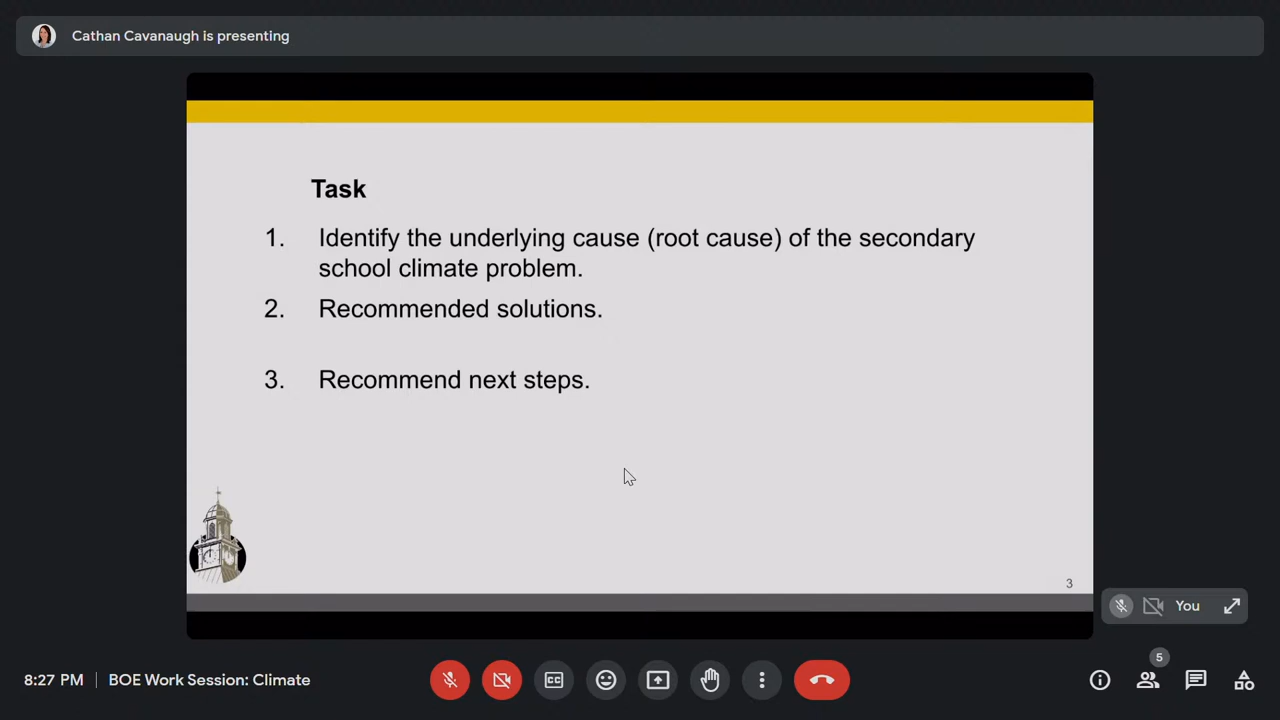 Cathan Cavanaugh is presenting
Task
1. Identify the underlying cause (root cause) of the secondary
school climate problem.
2. Recommended solutions.
3. Recommend next steps.
3
You
5
8:27 PM | BOE Work Session: Climate